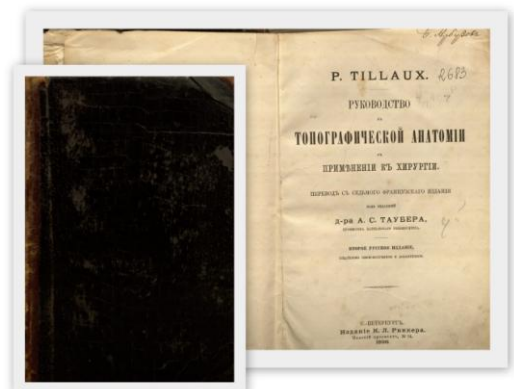 P. TILLAUX.
2683
РУКОВОДСТВО
ТОПОГРАФИЧЕСКОЙ АНАТОМІИ
ПРИМѢНЕНІИ КЪ ХИРУРГІИ.
ПЕРЕВОДЪ СЪ СЕДЬМОГО ФРАНЦУЗСКАГО ИЗДАНІЯ
д-ра А. С. ТАУБЕРА,
ВТОРОЕ РУССКОЕ ИЗДАНІЕ,
С.-ПЕТЕРБУРГЪ.
Изданіе К. Л. Риккера.